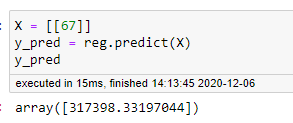 : X = [[67]]
y_pred = reg.predict(X)
y_pred
executed in 15ms, finished 14:13:45 2020-12-06
: array([317398.33197044])